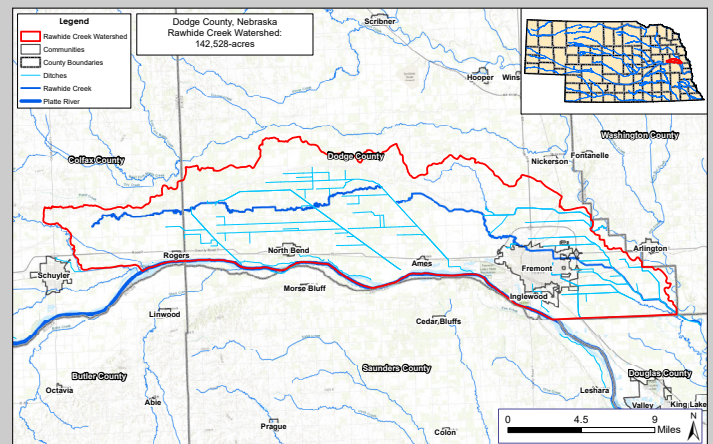 Legend
Rawhide Creek Watershed
Communities
County Boundaries
Ditches
Rawhide Creek
Platte River
Dodge County, Nebraska
Rawhide Creek Watershed:
142,528-acres
Scribner
Hooper
Wins
Washington County
Colfax County
Dodge County
Nickerson
Fontanelle
Rogers
North Bend
Ames
Arlington
Schuyler
Fremont
Morse Bluff
Inglewood
Linwood
Cedar Bluffs
Butler County
Saunders County
Douglas County
Octavia
Abie
Leshara
Valley
King Lake
Prague
Colon
0 4.5 9
Miles
N